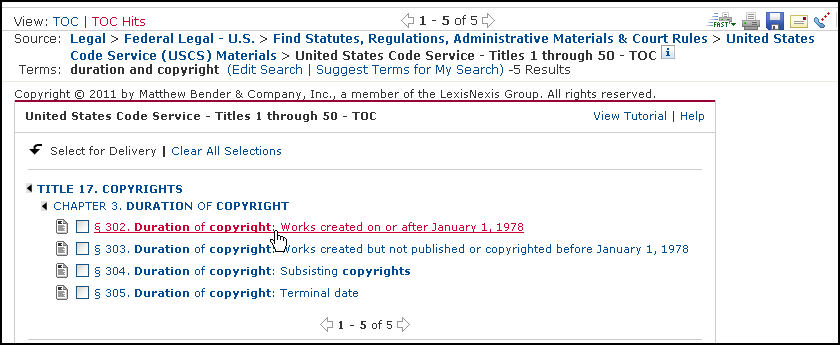 View: TOC | TOC Hits 1 - 5 of 5 FAST
Source: Legal > Federal Legal - U.S. > Find Statutes, Regulations, Administrative Materials & Court Rules > United States
Code Service (USCS) Materials > United States Code Service - Titles 1 through 50 - TOC i
Terms: duration and copyright (Edit Search | Suggest Terms for My Search) -5 Results
Copyright © 2011 by Matthew Bender & Company, Inc., a member of the LexisNexis Group. All rights reserved.
United States Code Service - Titles 1 through 50 - TOC View Tutorial | Help
Select for Delivery | Clear All Selections
TITLE 17. COPYRIGHTS
CHAPTER 3. DURATION OF COPYRIGHT
§ 302. Duration of copyright: Works created on or after January 1, 1978
§ 303. Duration of copyright: Works created but not published or copyrighted before January 1, 1978
§ 304. Duration of copyright: Subsisting copyrights
§ 305. Duration of copyright: Terminal date
1 - 5 of 5